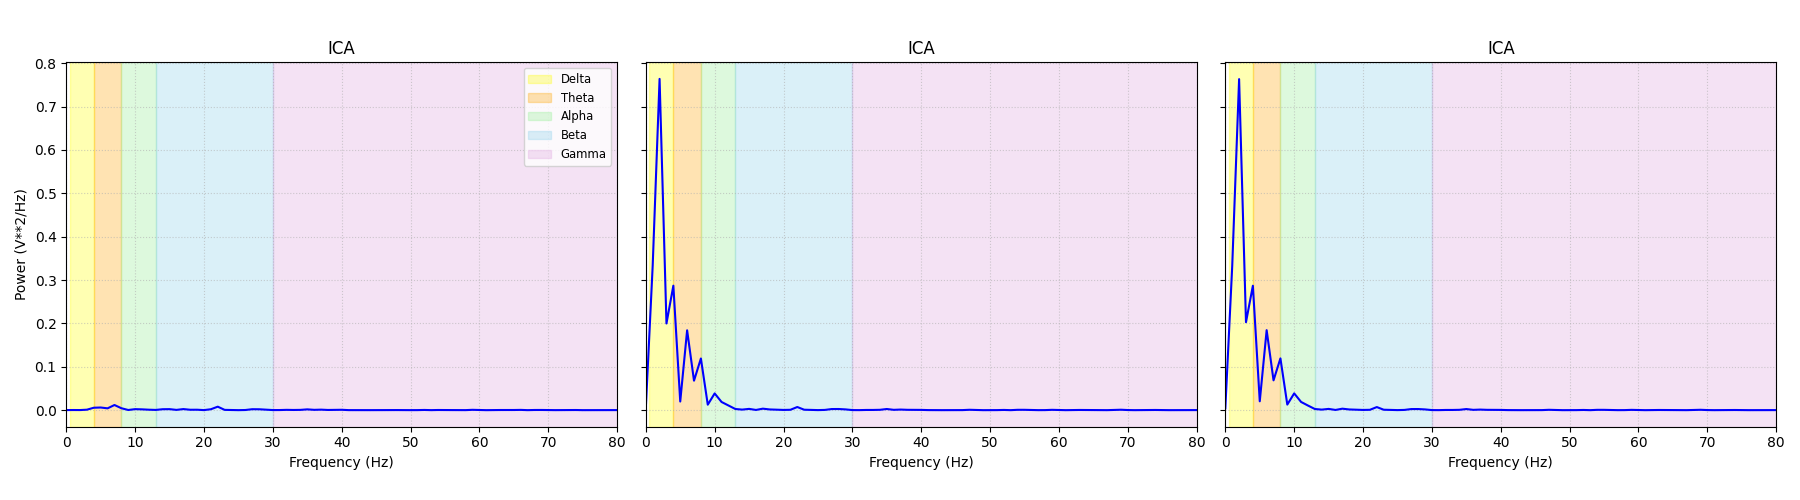 ICA
ICA
ICA
Power (V**2/Hz)
0.8
0.7
0.6
0.5
0.4
0.3
0.2
0.1
0.0
Delta
Theta
Alpha
Beta
Gamma
0 10 20 30 40 50 60 70 80
0 10 20 30 40 50 60 70 80
0 10 20 30 40 50 60 70 80
Frequency (Hz)
Frequency (Hz)
Frequency (Hz)